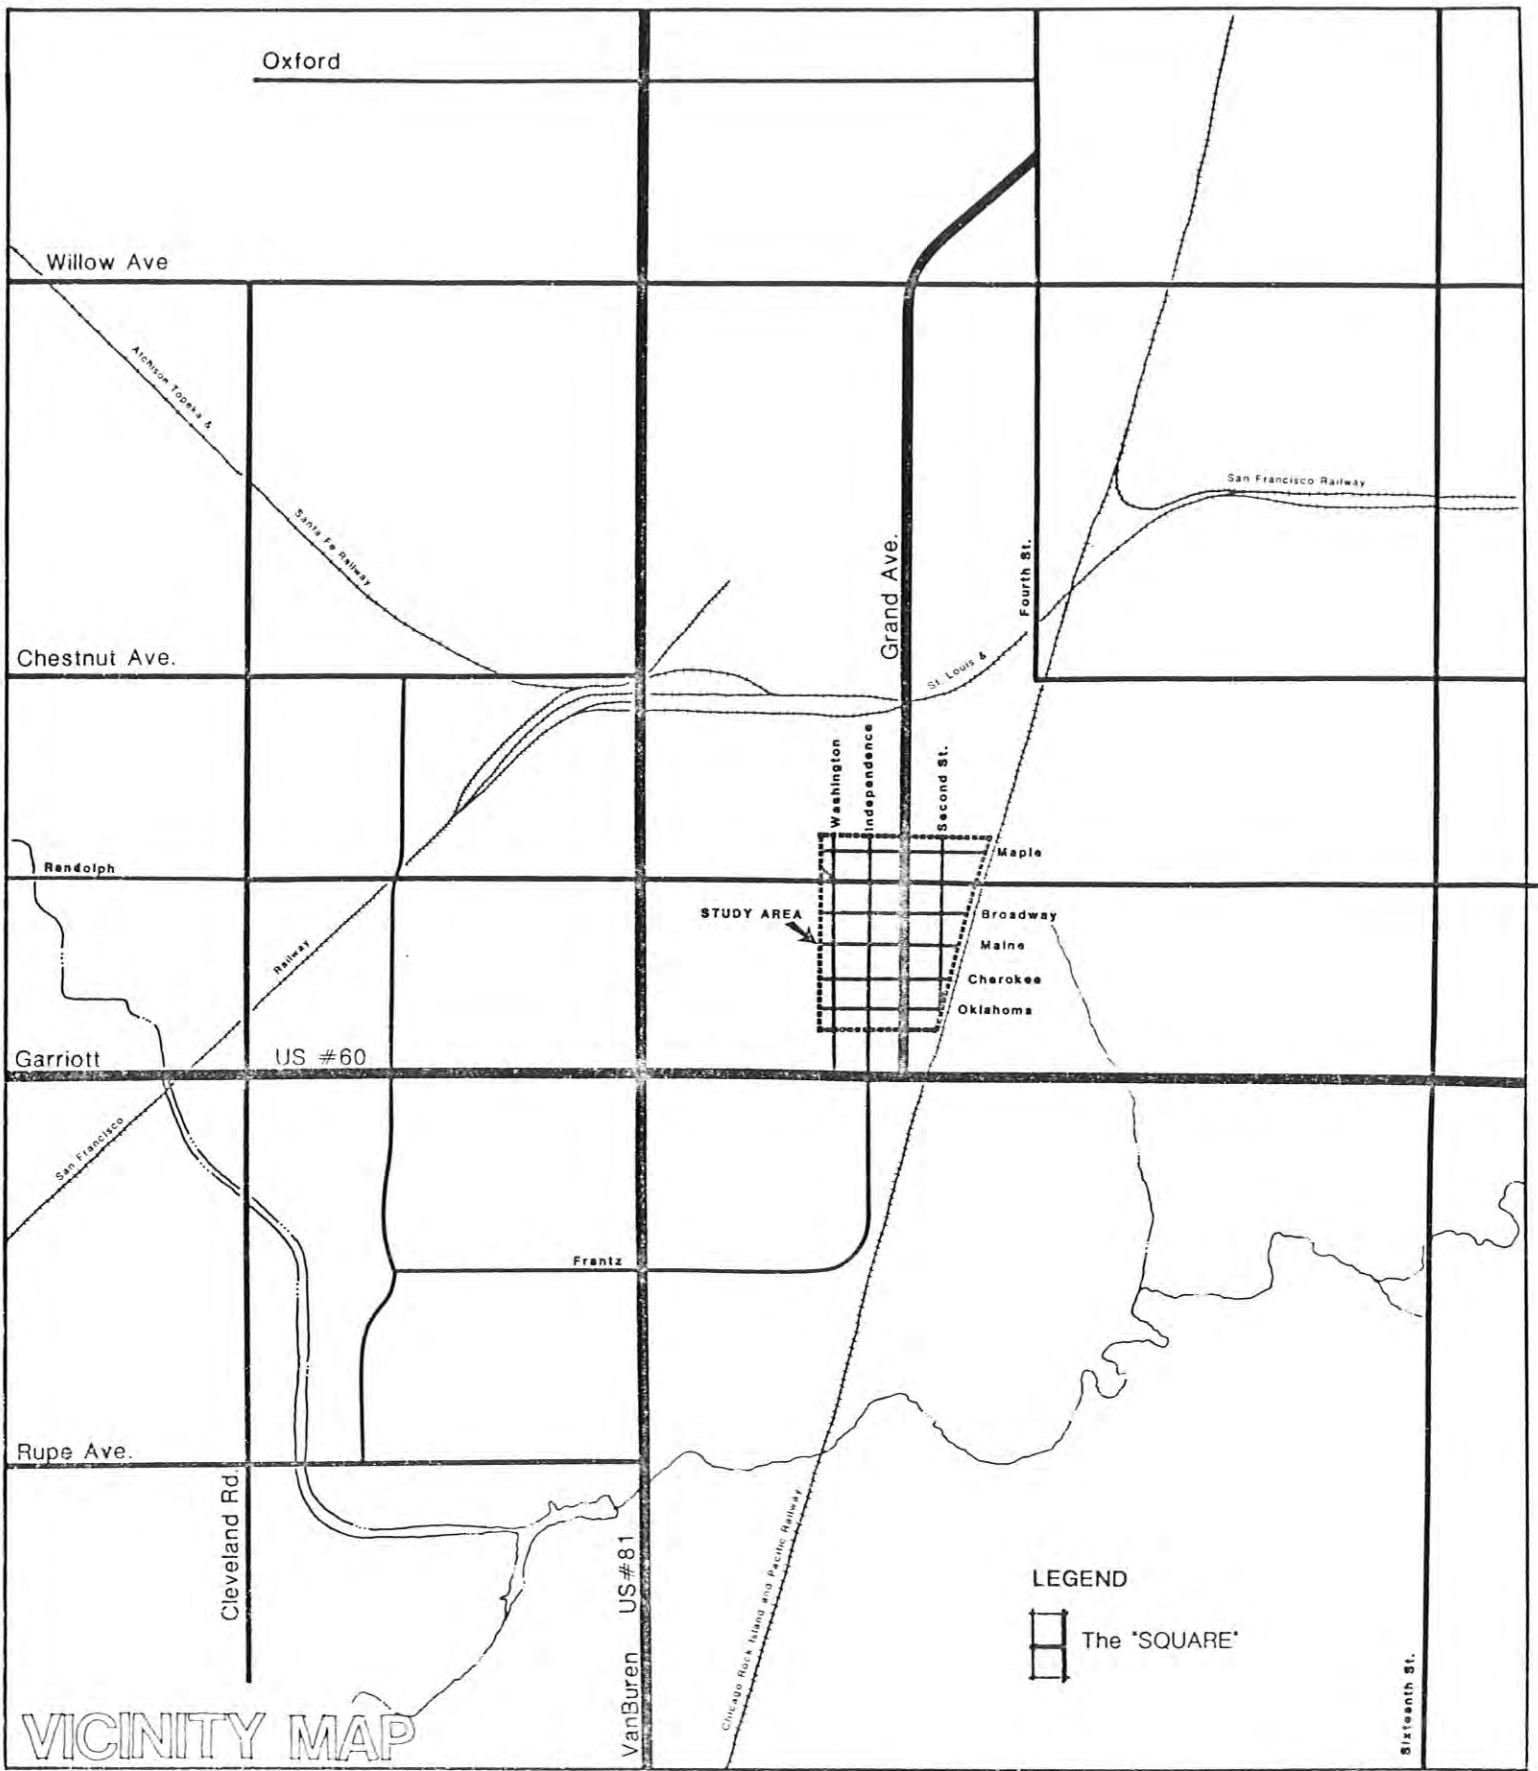 Oxford
Willow Ave
Atchison Topeka &
Santa Fe Railway
San Francisco Railway
Grand Ave.
Fourth St.
Chestnut Ave.
St. Louis &
Washington
Independence
Second St.
Maple
Randolph
STUDY AREA
Broadway
Maine
Railway
Cherokee
Oklahoma
Garriott
US #60
San Francisco
Frantz
Rupe Ave.
Cleveland Rd.
VanBuren US#81
Chicago Rock Island and Pacific Railway
LEGEND
The "SQUARE"
Sixteenth St.
VICINITY MAP